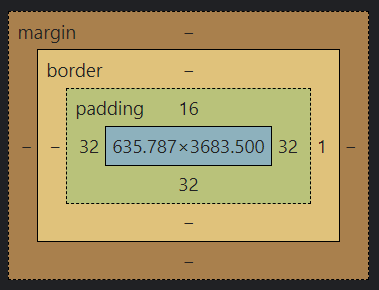 margin –
border –
padding 16
– – 32 635.787×3683.500 32 1 –
32
–
–